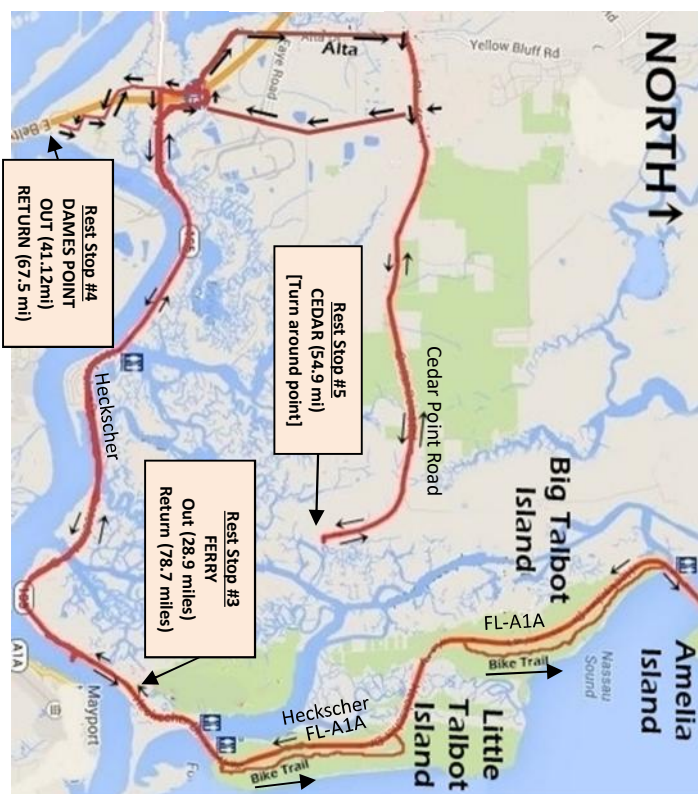 NORTH
Yellow Bluff Rd
Alta
Faye Road
Rest Stop #4
DAMES POINT
OUT (41.12mi)
RETURN (67.5 mi)
Rest Stop #5
CEDAR (54.9 mi)
[Turn around point]
Cedar Point Road
Heckscher
Rest Stop #3
FERRY
Out (28.9 miles)
Return (78.7 miles)
Big Talbot
Island
FL-A1A
Bike Trail
Nassau
Sound
Amelia
Island
Little
Talbot
Island
Heckscher
FL-A1A
Bike Trail
A1A
Mayport